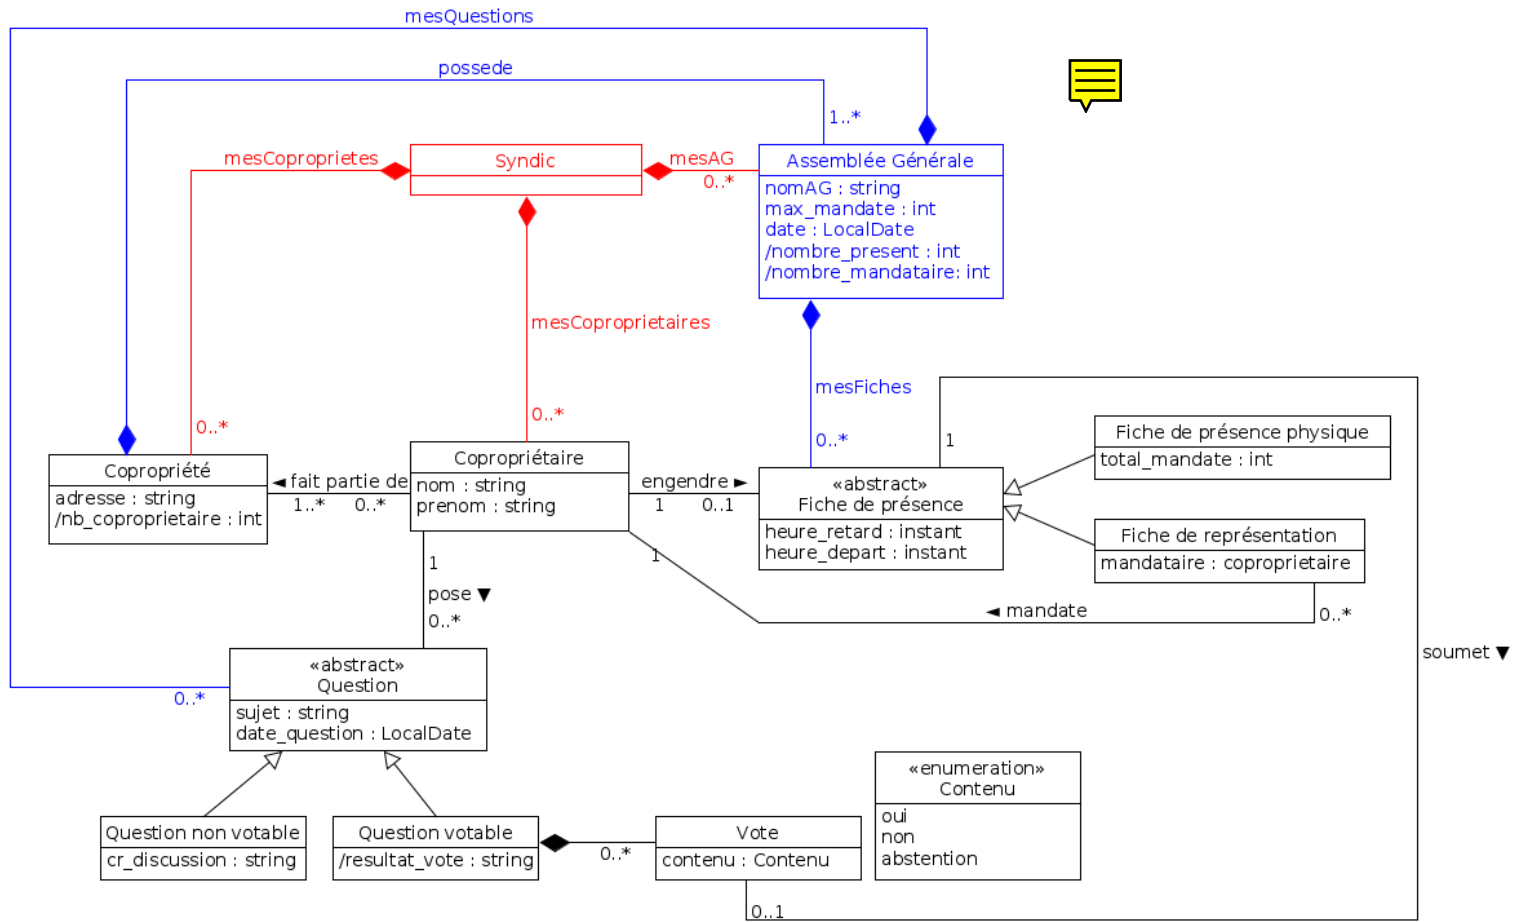 mesQuestions
possede
1..*
mesCoproprietes
Syndic
mesAG
0..*
Assemblée Générale
nomAG : string
max_mandate : int
date : LocalDate
/nombre_present : int
/nombre_mandataire: int
mesCoproprietaires
mesFiches
0..*
0..*
0..*
Copropriété
adresse : string
/nb_coproprietaire : int
◄ fait partie de
1..*
0..*
Copropriétaire
nom : string
prenom : string
engendre ►
1
0..1
«abstract»
Fiche de présence
heure_retard : instant
heure_depart : instant
1
Fiche de présence physique
total_mandate : int
Fiche de représentation
mandataire : coproprietaire
1
◄ mandate
0..*
1
pose ▼
0..*
soumet ▼
«abstract»
Question
sujet : string
date_question : LocalDate
0..*
Question non votable
cr_discussion : string
Question votable
/resultat_vote : string
0..*
Vote
contenu : Contenu
0..1
«enumeration»
Contenu
oui
non
abstention